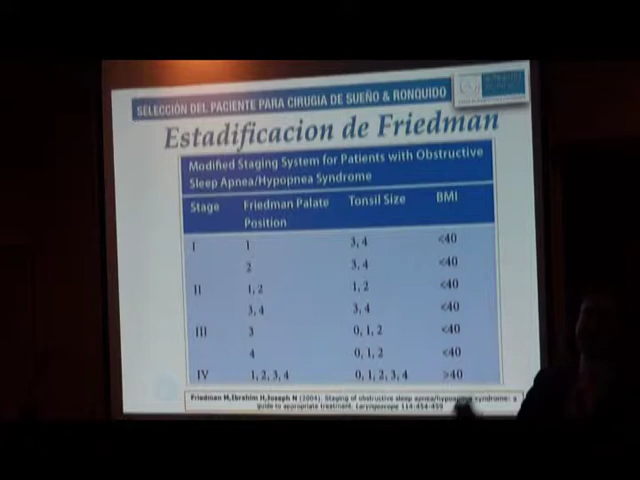 SELECCIÓN DEL PACIENTE PARA CIRUGIA DE SUEÑO & RONQUIDO
Estadificacion de Friedman
Modified Staging System for Patients with Obstructive
Sleep Apnea/Hypopnea Syndrome
Stage Friedman Palate Position Tonsil Size BMI
I 1 3, 4 <40
2 3, 4 <40
II 1, 2 1, 2 <40
3, 4 3, 4 <40
III 3 0, 1, 2 <40
4 0, 1, 2 <40
IV 1, 2, 3, 4 0, 1, 2, 3, 4 >40
Friedman M,Ibrahim H,Joseph N (2004). Staging of obstructive sleep apnea/hypopnea syndrome: a
guide to appropriate treatment. Laryngoscope 114:454-459